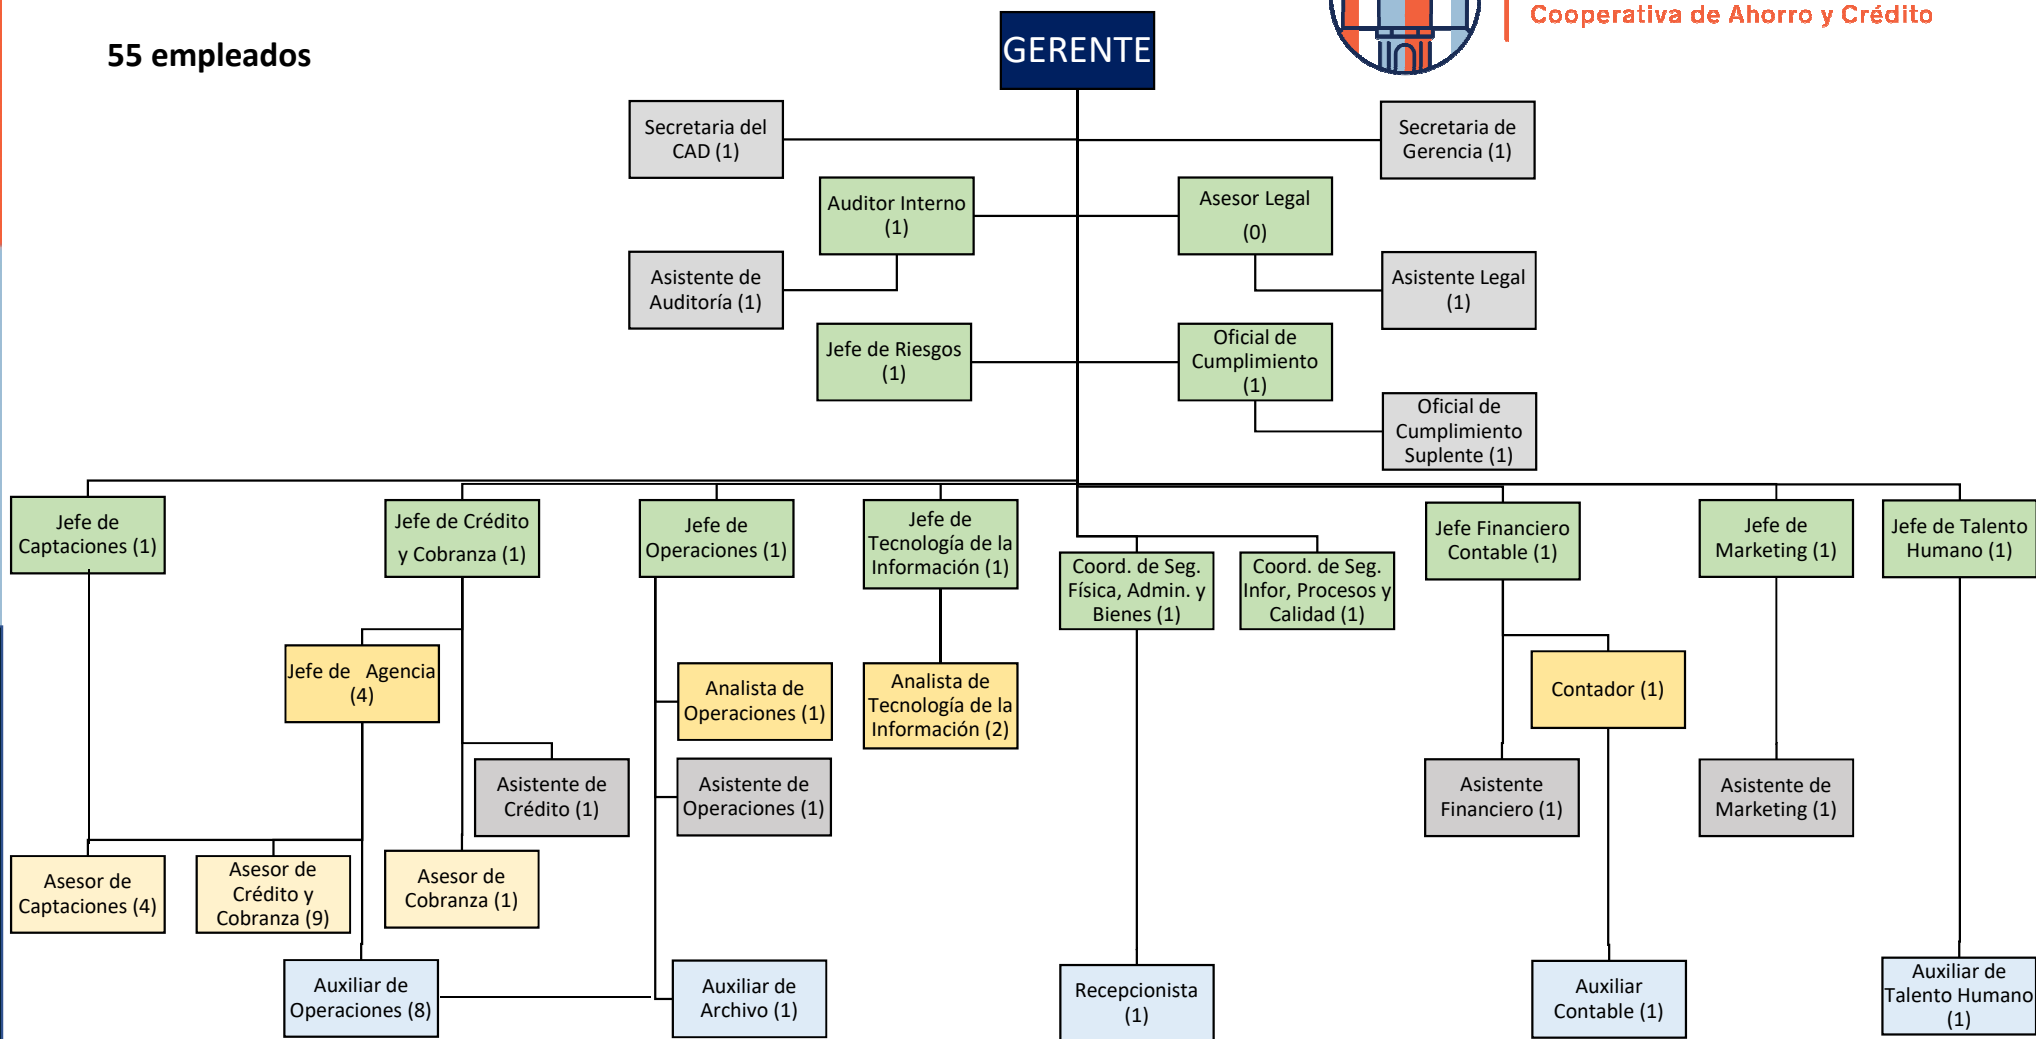 Cooperativa de Ahorro y Crédito
55 empleados
GERENTE
Secretaria del
CAD (1)
Secretaria de
Gerencia (1)
Auditor Interno
(1)
Asesor Legal
(0)
Asistente de
Auditoría (1)
Asistente Legal
(1)
Jefe de Riesgos
(1)
Oficial de
Cumplimiento
(1)
Oficial de
Cumplimiento
Suplente (1)
Jefe de
Captaciones (1)
Jefe de Crédito
y Cobranza (1)
Jefe de
Operaciones (1)
Jefe de
Tecnología de la
Información (1)
Coord. de Seg.
Física, Admin. y
Bienes (1)
Coord. de Seg.
Infor, Procesos y
Calidad (1)
Jefe Financiero
Contable (1)
Jefe de
Marketing (1)
Jefe de Talento
Humano (1)
Jefe de Agencia
(4)
Analista de
Operaciones (1)
Analista de
Tecnología de la
Información (2)
Contador (1)
Asistente de
Crédito (1)
Asistente de
Operaciones (1)
Asistente
Financiero (1)
Asistente de
Marketing (1)
Asesor de
Captaciones (4)
Asesor de
Crédito y
Cobranza (9)
Asesor de
Cobranza (1)
Auxiliar de
Operaciones (8)
Auxiliar de
Archivo (1)
Recepcionista
(1)
Auxiliar
Contable (1)
Auxiliar de
Talento Humano
(1)